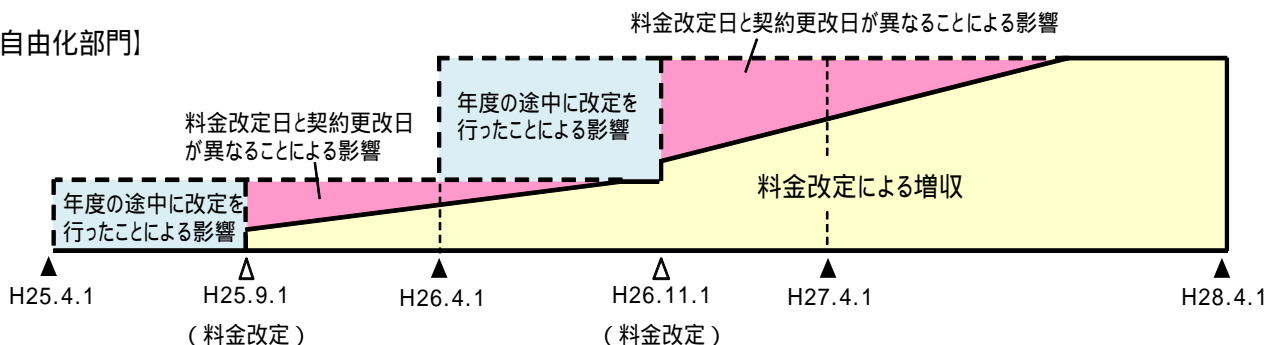 自由化部門】
料金改定日と契約更改日が異なることによる影響
年度の途中に改定を
行ったことによる影響
料金改定日と契約更改日
が異なることによる影響
料金改定による増収
年度の途中に改定を
行ったことによる影響
H25.4.1
H25.9.1
H26.4.1
H26.11.1
H27.4.1
H28.4.1
(料金改定)
(料金改定)